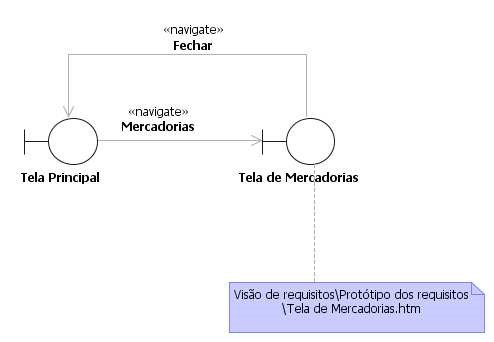 «navigate»
Fechar
«navigate»
Mercadorias
Tela Principal
Tela de Mercadorias
Visão de requisitos\Protótipo dos requisitos
\Tela de Mercadorias.htm